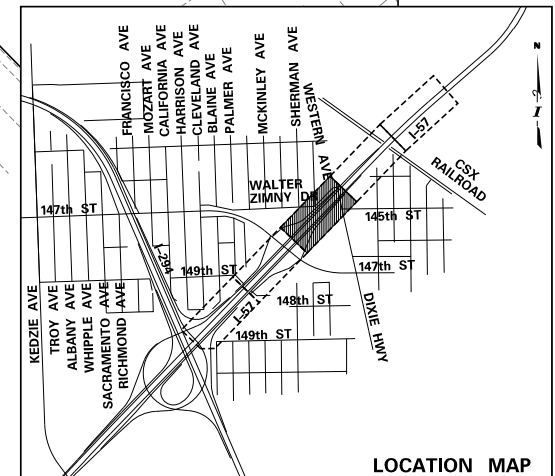 FRANCISCO AVE
MOZART AVE
CALIFORNIA AVE
HARRISON AVE
CLEVELAND AVE
BLAINE AVE
PALMER AVE
MCKINLEY AVE
SHERMAN AVE
WESTERN AVE
N
I-57
CSX
RAILROAD
WALTER
ZIMNY DR
147th ST
145th ST
I-294
149th ST
147th ST
148th ST
I-57
149th ST
DIXIE HWY
KEDZIE AVE
TROY AVE
ALBANY AVE
WHIPPLE AVE
SACRAMENTO AVE
RICHMOND AVE
LOCATION MAP